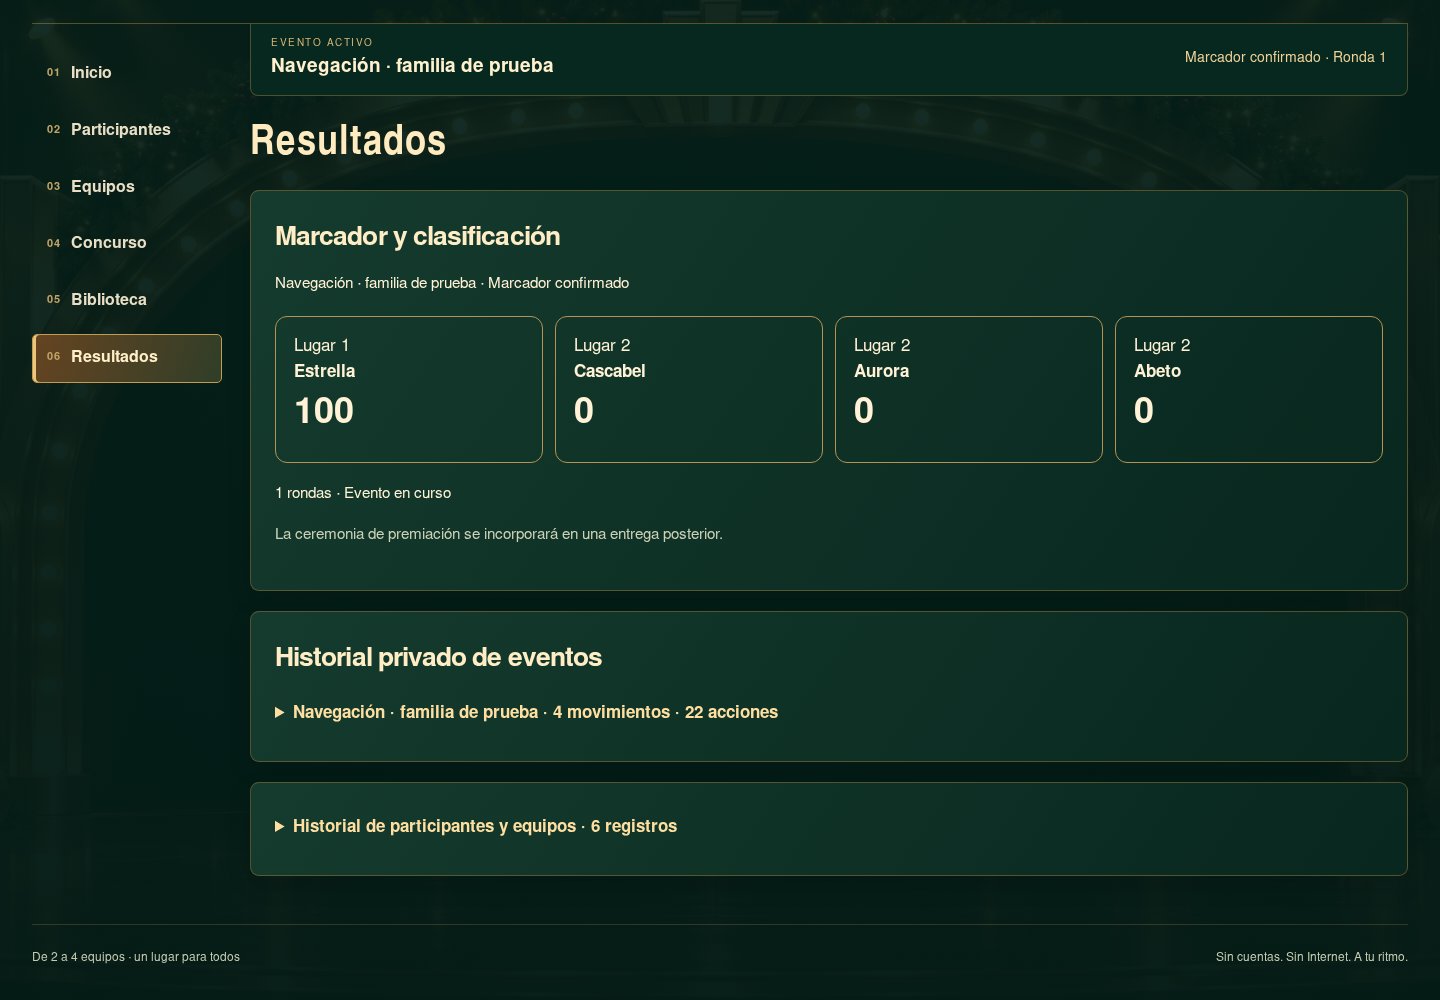 01 Inicio
02 Participantes
03 Equipos
04 Concurso
05 Biblioteca
06 Resultados
EVENTO ACTIVO
Navegación · familia de prueba
Marcador confirmado · Ronda 1
Resultados
Marcador y clasificación
Navegación · familia de prueba · Marcador confirmado
Lugar 1
Estrella
100
Lugar 2
Cascabel
0
Lugar 2
Aurora
0
Lugar 2
Abeto
0
1 rondas · Evento en curso
La ceremonia de premiación se incorporará en una entrega posterior.
Historial privado de eventos
Navegación · familia de prueba · 4 movimientos · 22 acciones
Historial de participantes y equipos · 6 registros
De 2 a 4 equipos · un lugar para todos
Sin cuentas. Sin Internet. A tu ritmo.